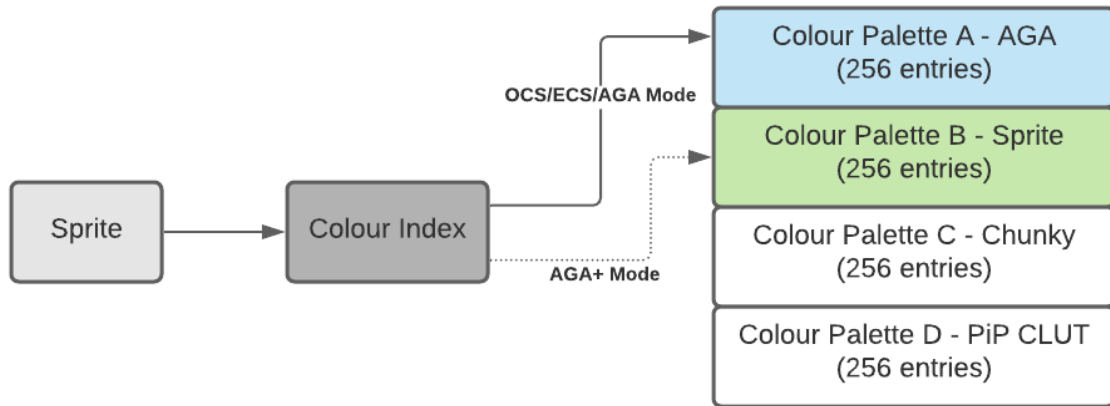 Sprite
Colour Index
OCS/ECS/AGA Mode
AGA+ Mode
Colour Palette A - AGA
(256 entries)
Colour Palette B - Sprite
(256 entries)
Colour Palette C - Chunky
(256 entries)
Colour Palette D - PiP CLUT
(256 entries)